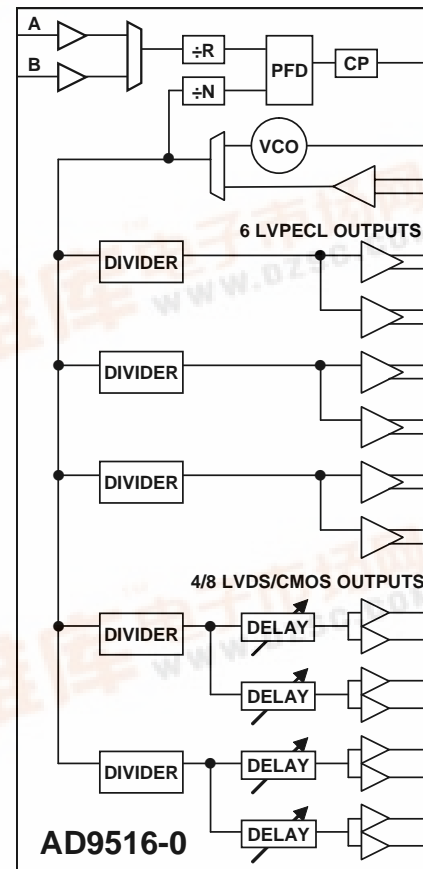 A
B
÷R
÷N
PFD
CP
VCO
6 LVPECL OUTPUTS
DIVIDER
DIVIDER
DIVIDER
4/8 LVDS/CMOS OUTPUTS
DIVIDER
DELAY
DELAY
DIVIDER
DELAY
DELAY
AD9516-0